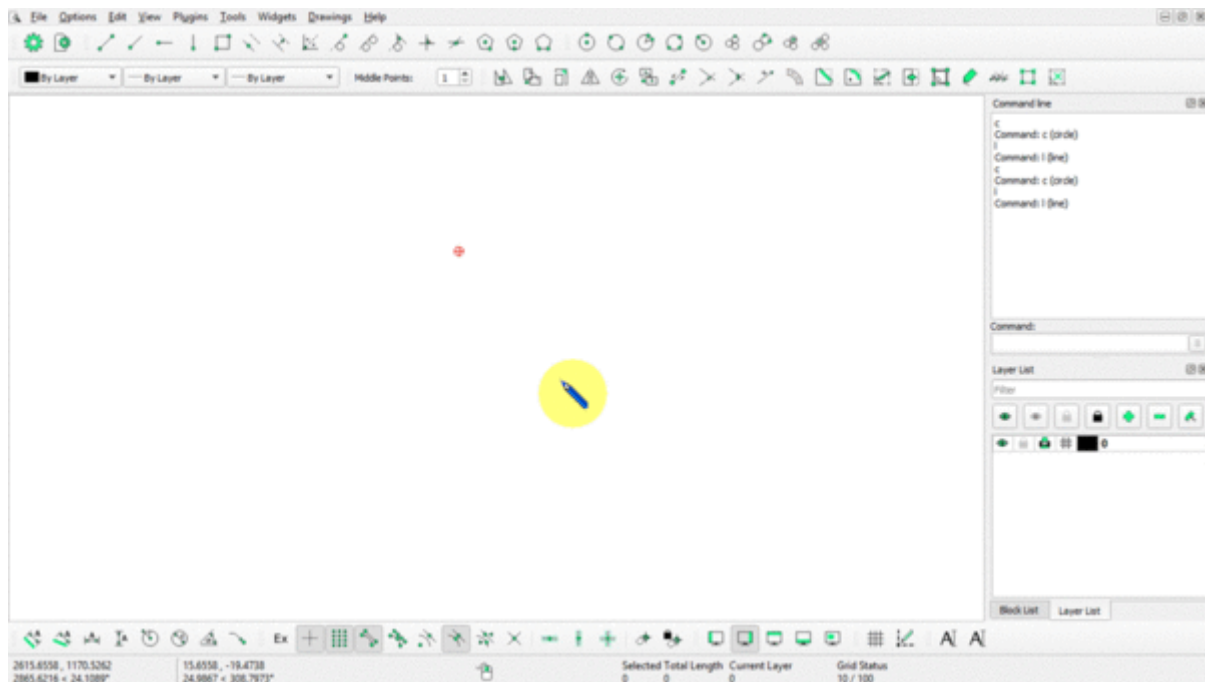 File Options Edit View Plugins Tools Widgets Drawings Help
By Layer By Layer By Layer Middle Points: 1
Command line
c
Command: c (circle)
l
Command: l (line)
c
Command: c (circle)
l
Command: l (line)
Command:
Layer List
Filter
0
Block List Layer List
Ex A A
2615.6558 , 1170.5262 15.6558 , -19.4738 Selected Total Length Current Layer Grid Status
2865.6216 < 24.1089° 24.9867 < 308.7973° 0 0 0 10 / 100